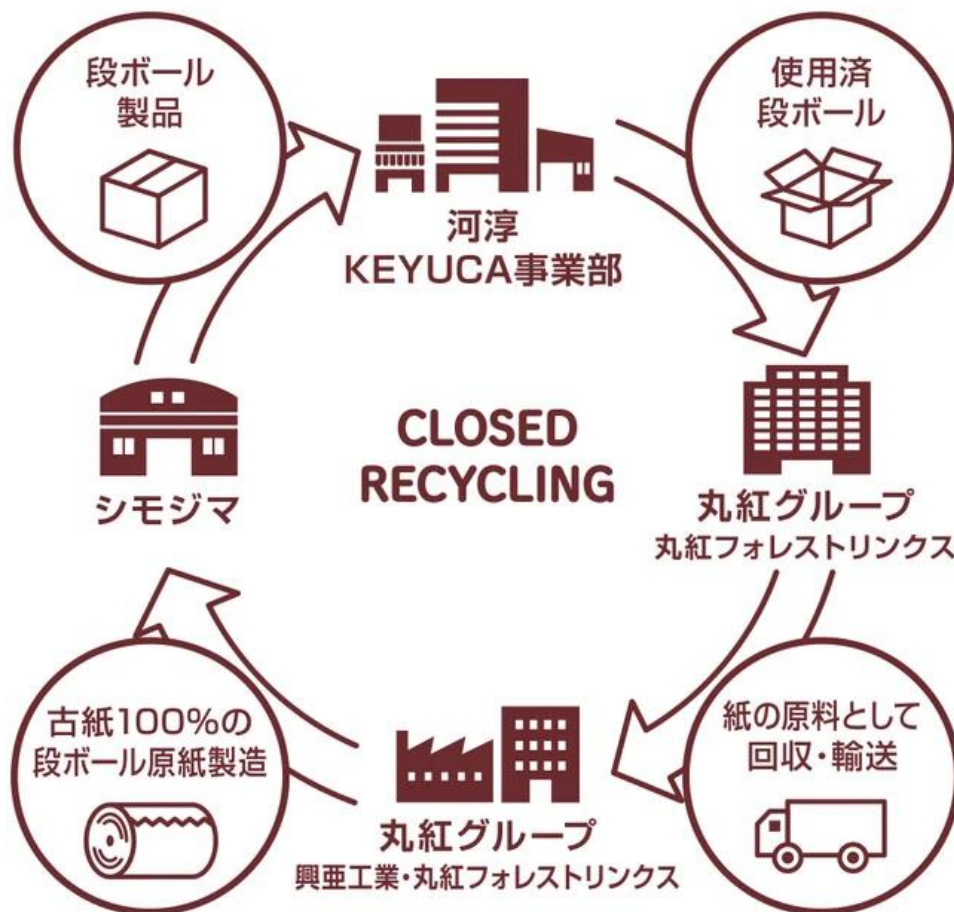 段ボール
製品
河淳
KEYUCA事業部
使用済
段ボール
シモジマ
CLOSED
RECYCLING
丸紅グループ
丸紅フォレストリンクス
古紙100%の
段ボール原紙製造
丸紅グループ
興亜工業・丸紅フォレストリンクス
紙の原料として
回収・輸送